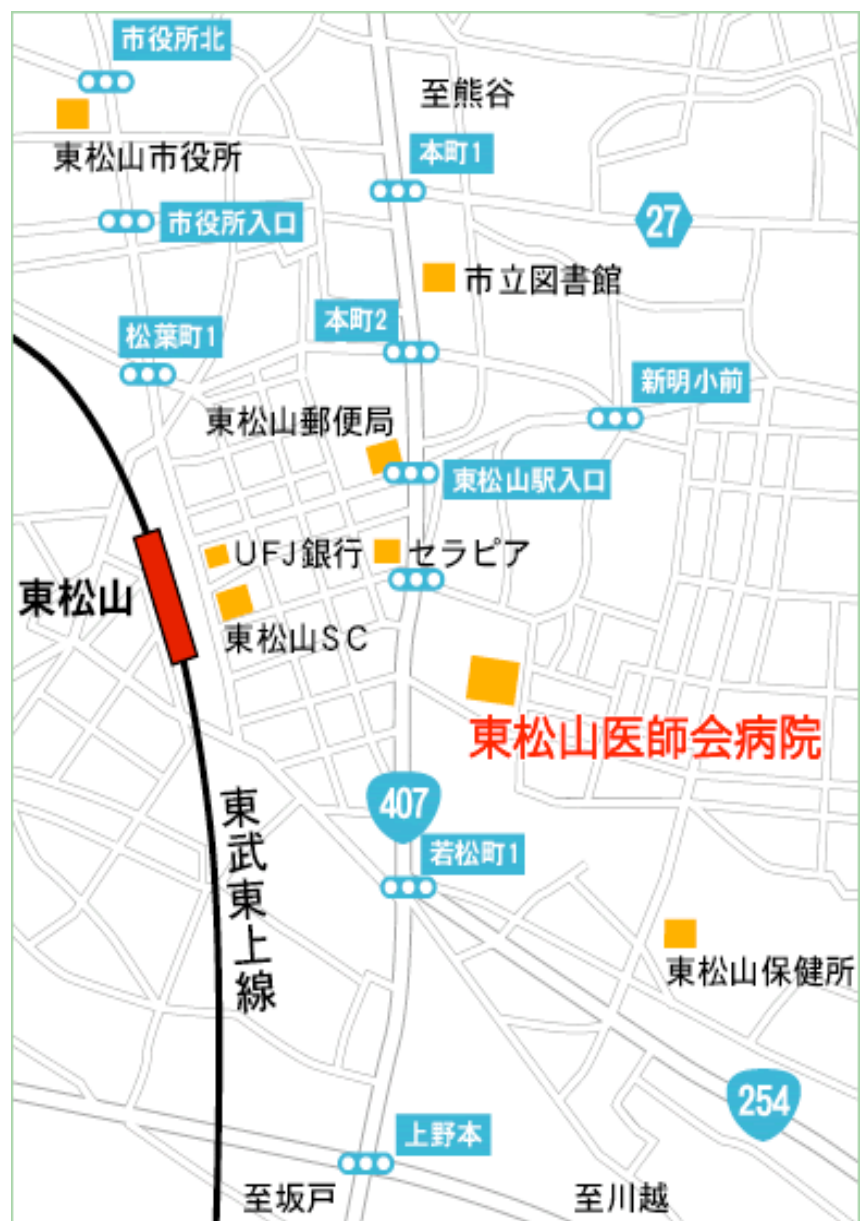 市役所北
至熊谷
東松山市役所
本町1
市役所入口
27
市立図書館
本町2
松葉町1
新明小前
東松山郵便局
東松山駅入口
UFJ銀行
セラピア
東松山
東松山SC
東松山医師会病院
407
東武東上線
若松町1
東松山保健所
254
上野本
至坂戸
至川越